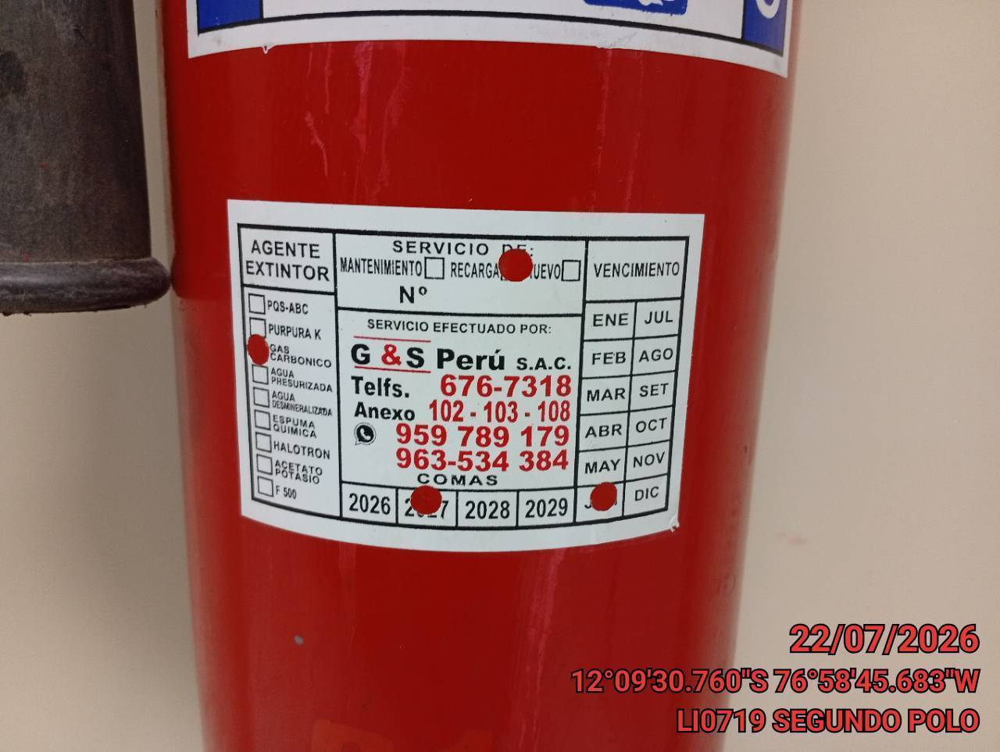 AGENTE
EXTINTOR
PQS-ABC
PURPURA K
GAS
CARBONICO
AGUA
PRESURIZADA
AGUA
DESMINERALIZADA
ESPUMA
QUIMICA
HALOTRON
ACETATO
POTASIO
F 500
SERVICIO DE:
MANTENIMIENTO RECARGA UEVO
Nº
SERVICIO EFECTUADO POR:
G & S Perú S.A.C.
Telfs. 676-7318
Anexo 102 - 103 - 108
959 789 179
963-534 384
COMAS
2026 2027 2028 2029
VENCIMIENTO
ENE JUL
FEB AGO
MAR SET
ABR OCT
MAY NOV
DIC
22/07/2026
12°09'30.760"S 76°58'45.683"W
LI0719 SEGUNDO POLO